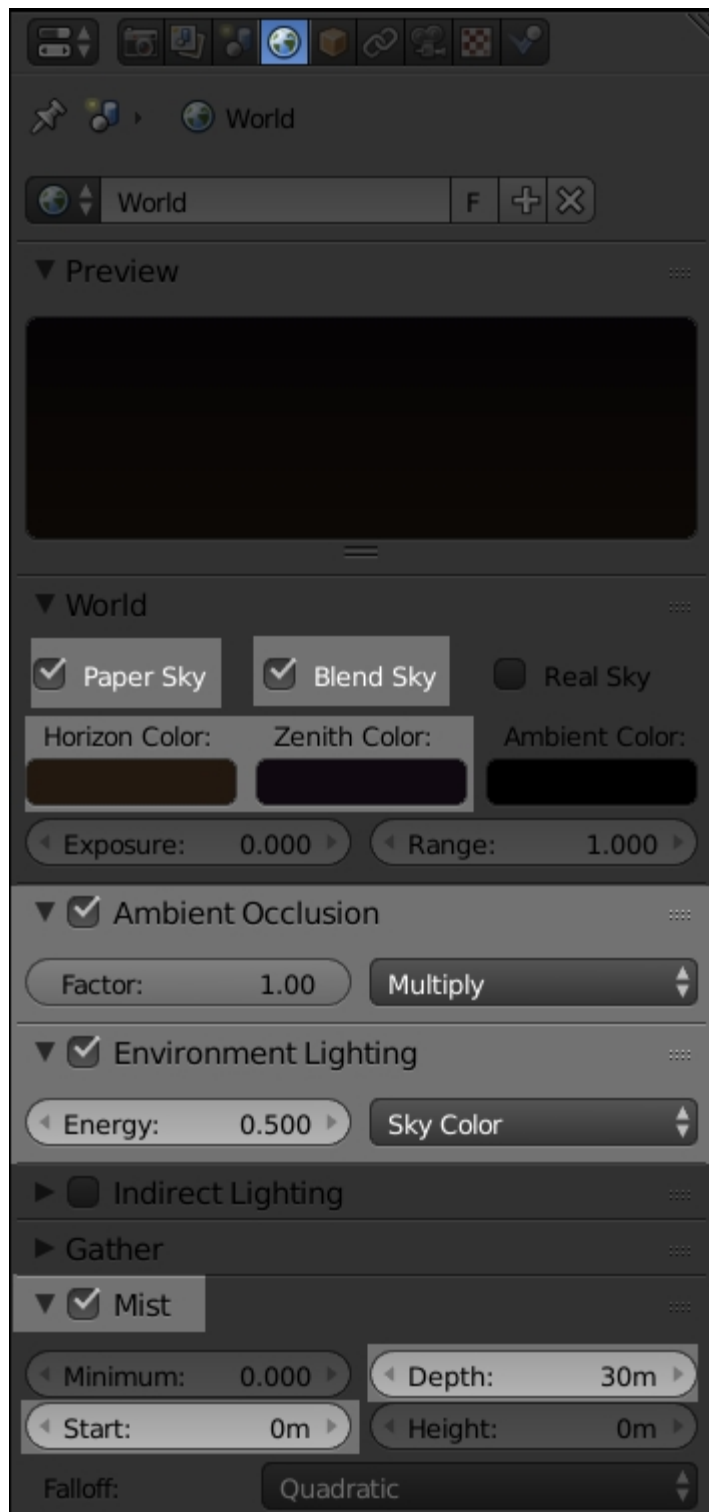 World
World F
Preview
World
Paper Sky Blend Sky Real Sky
Horizon Color: Zenith Color: Ambient Color:
Exposure: 0.000 Range: 1.000
Ambient Occlusion
Factor: 1.00 Multiply
Environment Lighting
Energy: 0.500 Sky Color
Indirect Lighting
Gather
Mist
Minimum: 0.000 Depth: 30m
Start: 0m Height: 0m
Falloff: Quadratic